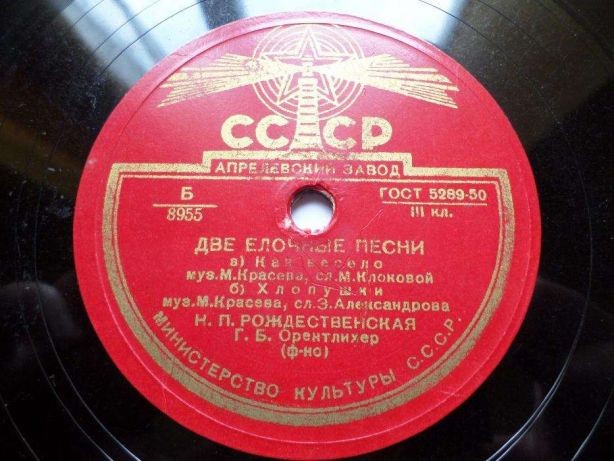 СССР
АПРЕЛЕВСКИЙ ЗАВОД
Б
8955
ГОСТ 5289-50
III кл.
ДВЕ ЕЛОЧНЫЕ ПЕСНИ
а) Как весело
муз. М. Красева, сл. М. Клоковой
б) Хлопушки
муз. М. Красева, сл. З. Александрова
Н. П. РОЖДЕСТВЕНСКАЯ
Г. Б. Орентлихер
(ф-но)
МИНИСТЕРСТВО КУЛЬТУРЫ С.С.С.Р.